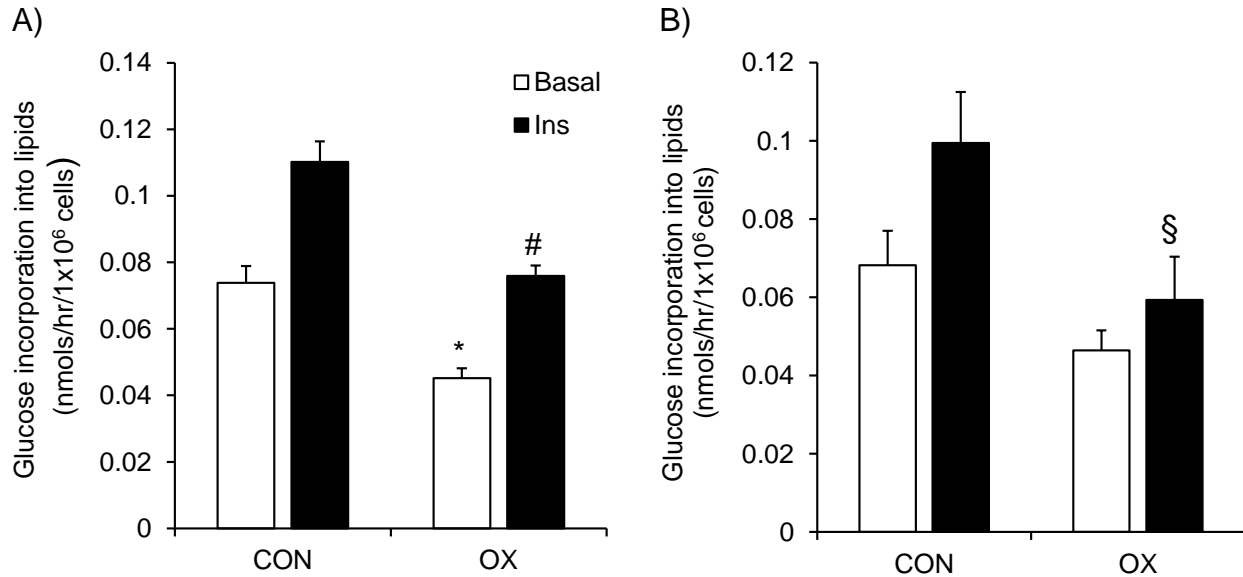 A)
Glucose incorporation into lipids
(nmols/hr/1x10⁶ cells)
0.14
0.12
0.1
0.08
0.06
0.04
0.02
0
Basal
Ins
*
#
CON
OX
B)
Glucose incorporation into lipids
(nmols/hr/1x10⁶ cells)
0.12
0.1
0.08
0.06
0.04
0.02
0
§
CON
OX